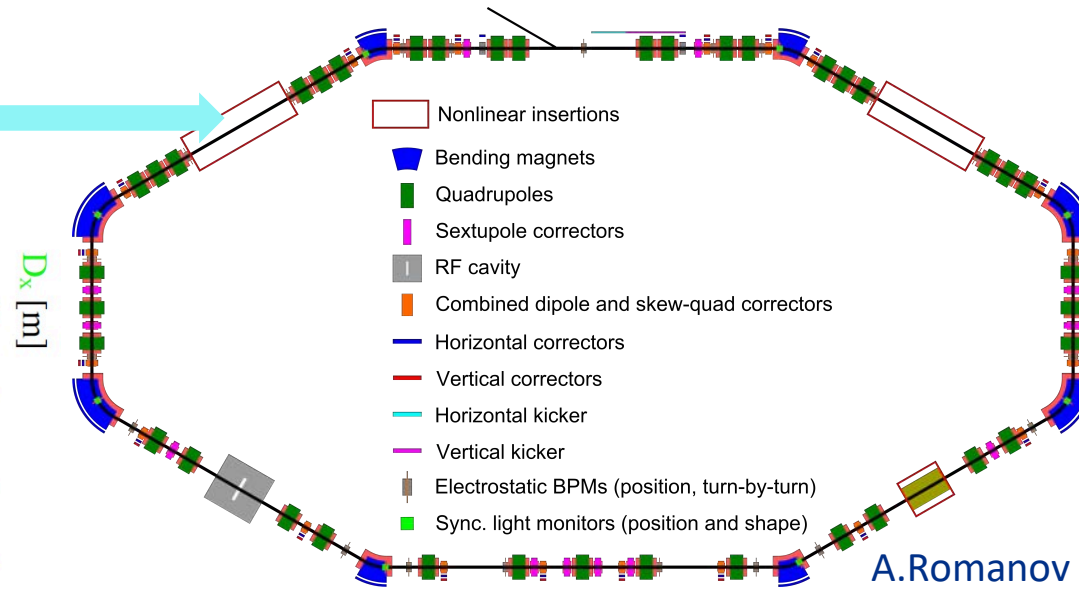 Nonlinear insertions
Bending magnets
Quadrupoles
Sextupole correctors
RF cavity
Combined dipole and skew-quad correctors
Horizontal correctors
Vertical correctors
Horizontal kicker
Vertical kicker
Electrostatic BPMs (position, turn-by-turn)
Sync. light monitors (position and shape)
Dx [m]
A.Romanov